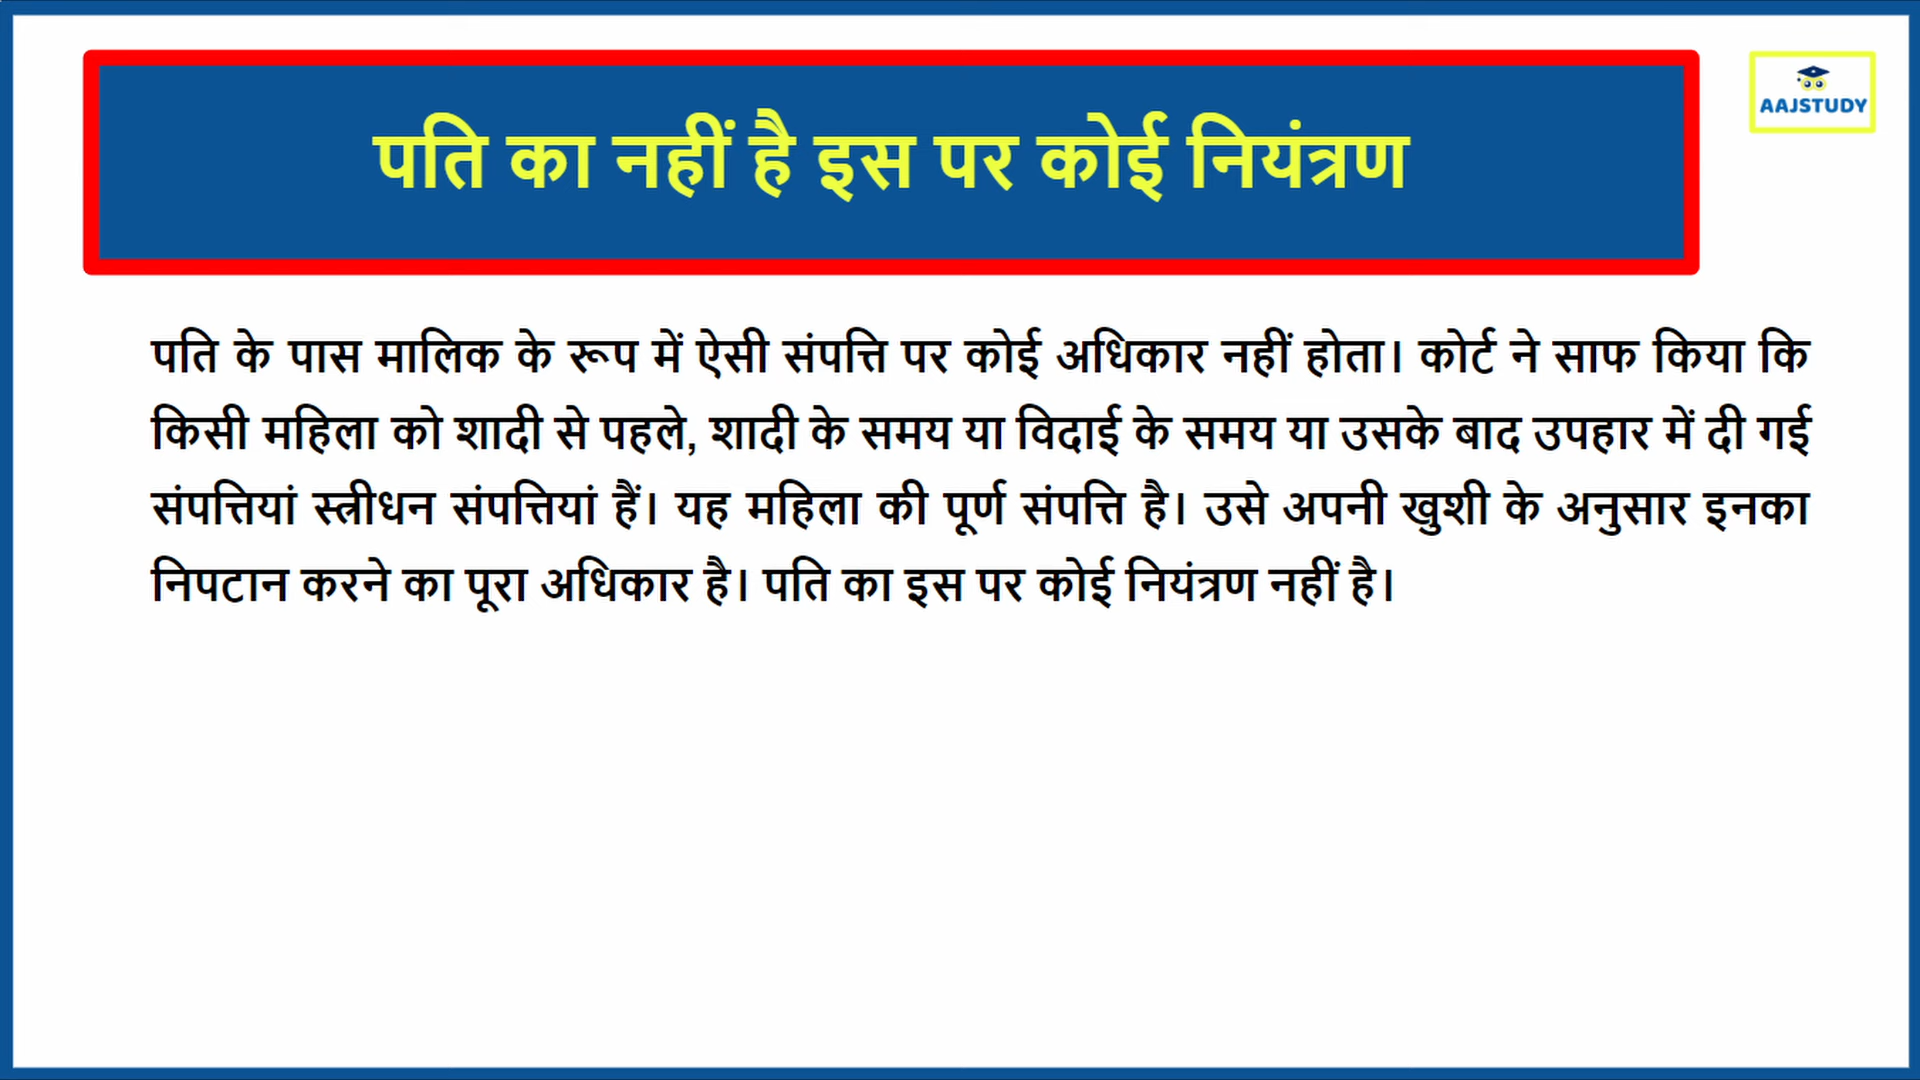 पति का नहीं है इस पर कोई नियंत्रण
AAJSTUDY
पति के पास मालिक के रूप में ऐसी संपत्ति पर कोई अधिकार नहीं होता। कोर्ट ने साफ किया कि
किसी महिला को शादी से पहले, शादी के समय या विदाई के समय या उसके बाद उपहार में दी गई
संपत्तियां स्त्रीधन संपत्तियां हैं। यह महिला की पूर्ण संपत्ति है। उसे अपनी खुशी के अनुसार इनका
निपटान करने का पूरा अधिकार है। पति का इस पर कोई नियंत्रण नहीं है।